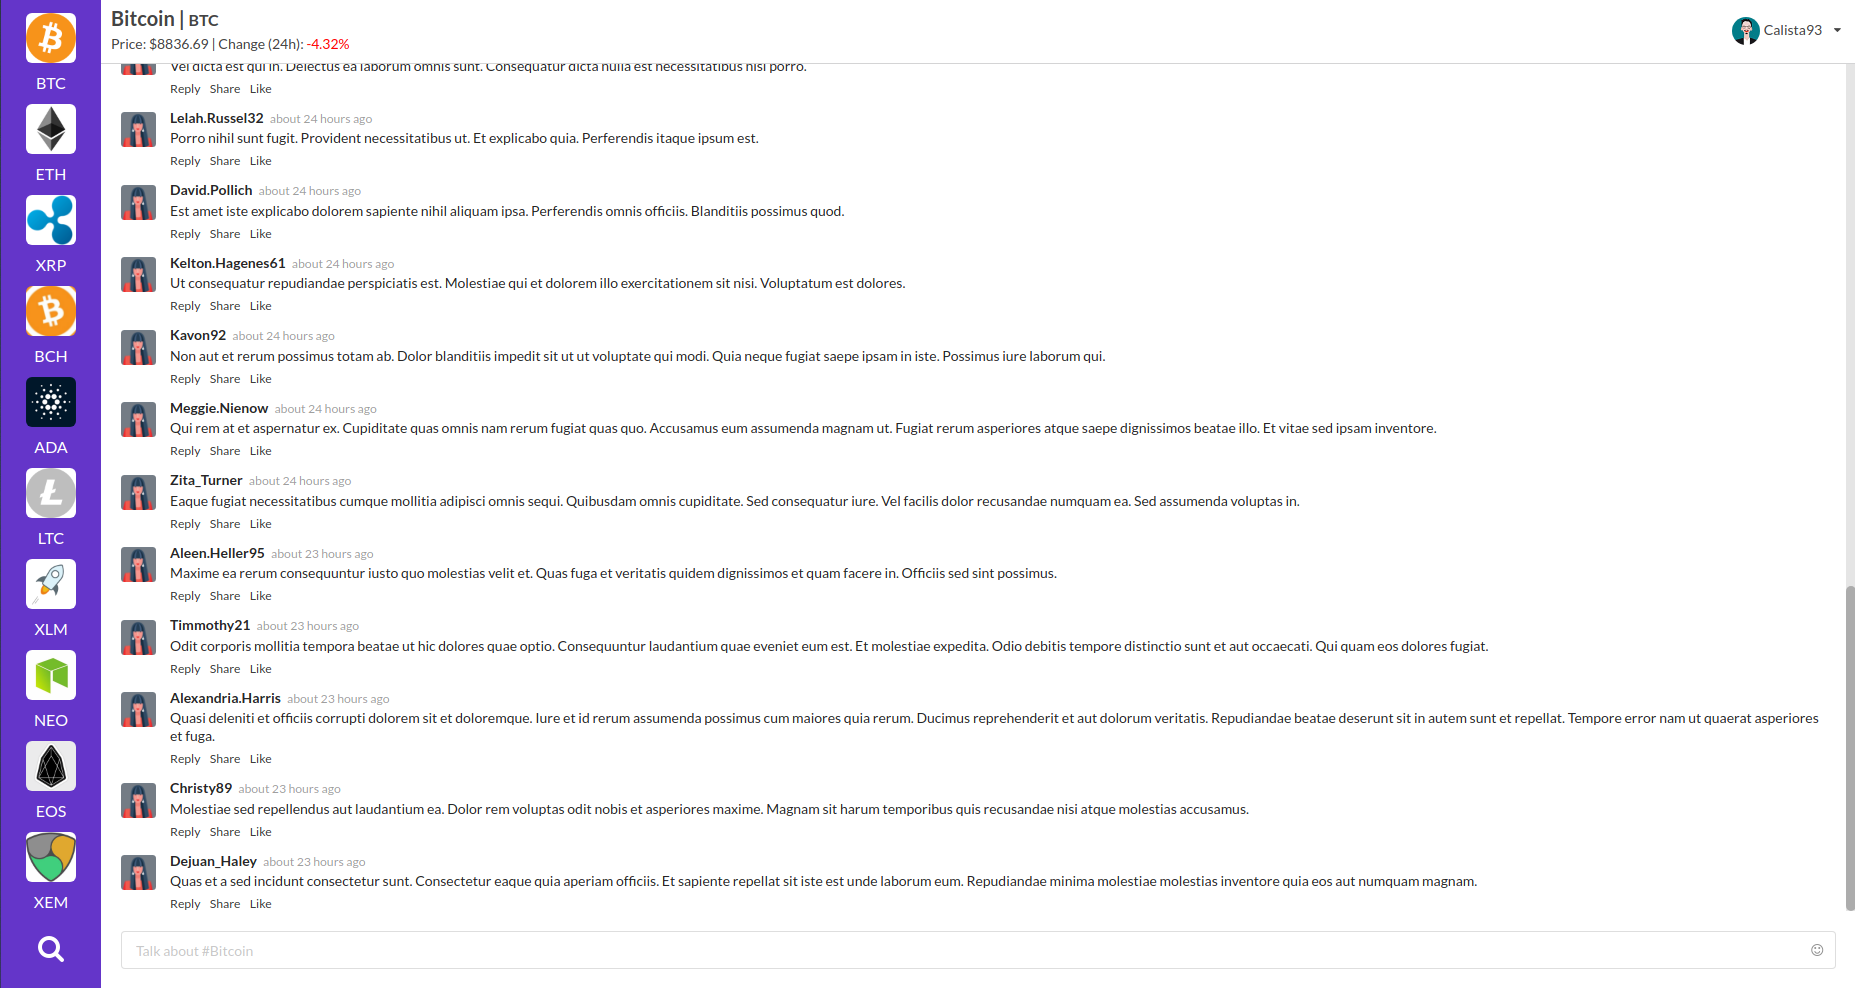 BTC
ETH
XRP
BCH
ADA
LTC
XLM
NEO
EOS
XEM
Bitcoin | BTC
Price: $8836.69 | Change (24h): -4.32%
Calista93
Vel dicta est qui in. Delectus ea laborum omnis sunt. Consequatur dicta nulla est necessitatibus nisi porro.
Reply Share Like
Lelah.Russel32 about 24 hours ago
Porro nihil sunt fugit. Provident necessitatibus ut. Et explicabo quia. Perferendis itaque ipsum est.
Reply Share Like
David.Pollich about 24 hours ago
Est amet iste explicabo dolorem sapiente nihil aliquam ipsa. Perferendis omnis officiis. Blanditiis possimus quod.
Reply Share Like
Kelton.Hagenes61 about 24 hours ago
Ut consequatur repudiandae perspiciatis est. Molestiae qui et dolorem illo exercitationem sit nisi. Voluptatum est dolores.
Reply Share Like
Kavon92 about 24 hours ago
Non aut et rerum possimus totam ab. Dolor blanditiis impedit sit ut ut voluptate qui modi. Quia neque fugiat saepe ipsam in iste. Possimus iure laborum qui.
Reply Share Like
Meggie.Nienow about 24 hours ago
Qui rem at et aspernatur ex. Cupiditate quas omnis nam rerum fugiat quas quo. Accusamus eum assumenda magnam ut. Fugiat rerum asperiores atque saepe dignissimos beatae illo. Et vitae sed ipsam inventore.
Reply Share Like
Zita_Turner about 24 hours ago
Eaque fugiat necessitatibus cumque mollitia adipisci omnis sequi. Quibusdam omnis cupiditate. Sed consequatur iure. Vel facilis dolor recusandae numquam ea. Sed assumenda voluptas in.
Reply Share Like
Aleen.Heller95 about 23 hours ago
Maxime ea rerum consequuntur iusto quo molestias velit et. Quas fuga et veritatis quidem dignissimos et quam facere in. Officiis sed sint possimus.
Reply Share Like
Timmothy21 about 23 hours ago
Odit corporis mollitia tempora beatae ut hic dolores quae optio. Consequuntur laudantium quae eveniet eum est. Et molestiae expedita. Odio debitis tempore distinctio sunt et aut occaecati. Qui quam eos dolores fugiat.
Reply Share Like
Alexandria.Harris about 23 hours ago
Quasi deleniti et officiis corrupti dolorem sit et doloremque. Iure et id rerum assumenda possimus cum maiores quia rerum. Ducimus reprehenderit et aut dolorum veritatis. Repudiandae beatae deserunt sit in autem sunt et repellat. Tempore error nam ut quaerat asperiores
et fuga.
Reply Share Like
Christy89 about 23 hours ago
Molestiae sed repellendus aut laudantium ea. Dolor rem voluptas odit nobis et asperiores maxime. Magnam sit harum temporibus quis recusandae nisi atque molestias accusamus.
Reply Share Like
Dejuan_Haley about 23 hours ago
Quas et a sed incidunt consectetur sunt. Consectetur eaque quia aperiam officiis. Et sapiente repellat sit iste est unde laborum eum. Repudiandae minima molestiae molestias inventore quia eos aut numquam magnam.
Reply Share Like
Talk about #Bitcoin